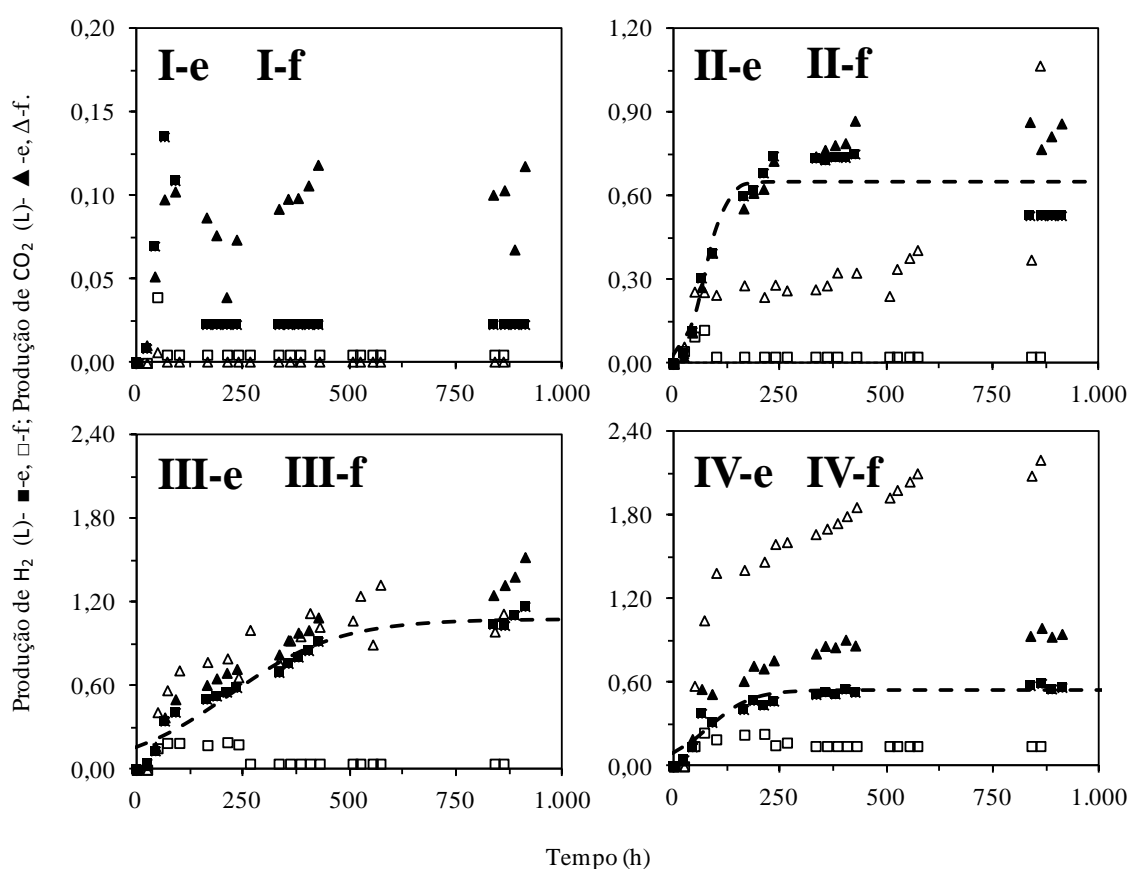 Produção de H₂ (L)- ■-e, □-f; Produção de CO₂ (L)- ▲-e, Δ-f.
0,20
0,15
0,10
0,05
0,00
I-e I-f
0 250 500 750 1.000
1,20
0,90
0,60
0,30
0,00
II-e II-f
0 250 500 750 1.000
2,40
1,80
1,20
0,60
0,00
III-e III-f
0 250 500 750 1.000
2,40
1,80
1,20
0,60
0,00
IV-e IV-f
0 250 500 750 1.000
Tempo (h)